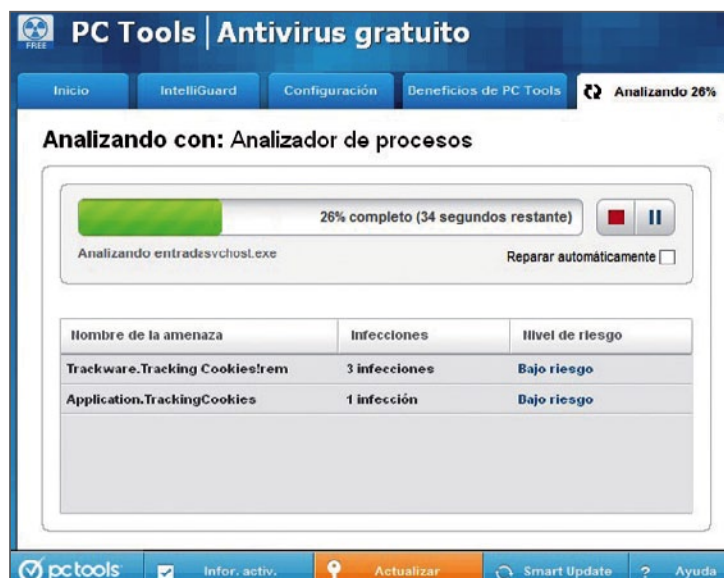 FREE
PC Tools | Antivirus gratuito
Inicio IntelliGuard Configuración Beneficios de PC Tools Analizando 26%
Analizando con: Analizador de procesos
26% completo (34 segundos restante)
Analizando entradasvchost.exe Reparar automáticamente
Nombre de la amenaza Infecciones Nivel de riesgo
Trackware.Tracking Cookies!rem 3 infecciones Bajo riesgo
Application.TrackingCookies 1 infección Bajo riesgo
pctools Infor. activ. Actualizar Smart Update ? Ayuda